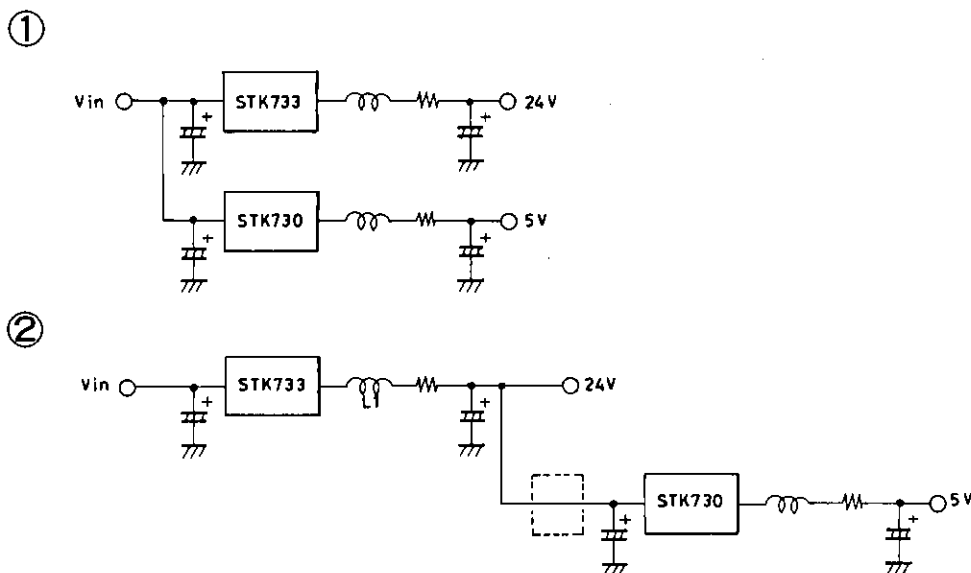 ①
Vin
STK733
+
+
24V
STK730
+
+
5V
②
Vin
STK733
L1
+
+
24V
STK730
+
+
5V